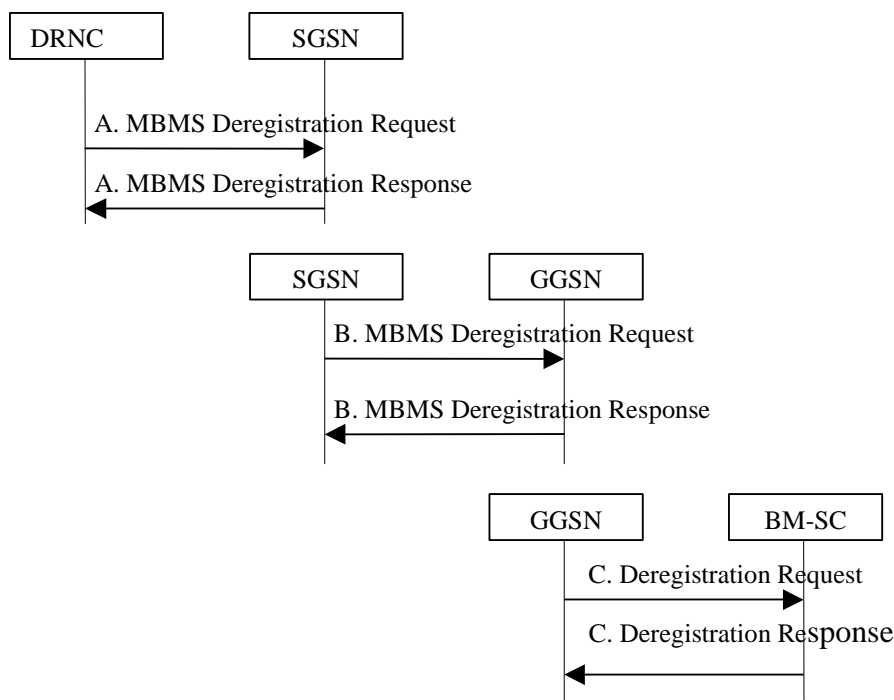 DRNC
SGSN
A. MBMS Deregistration Request
A. MBMS Deregistration Response
SGSN
GGSN
B. MBMS Deregistration Request
B. MBMS Deregistration Response
GGSN
BM-SC
C. Deregistration Request
C. Deregistration Response